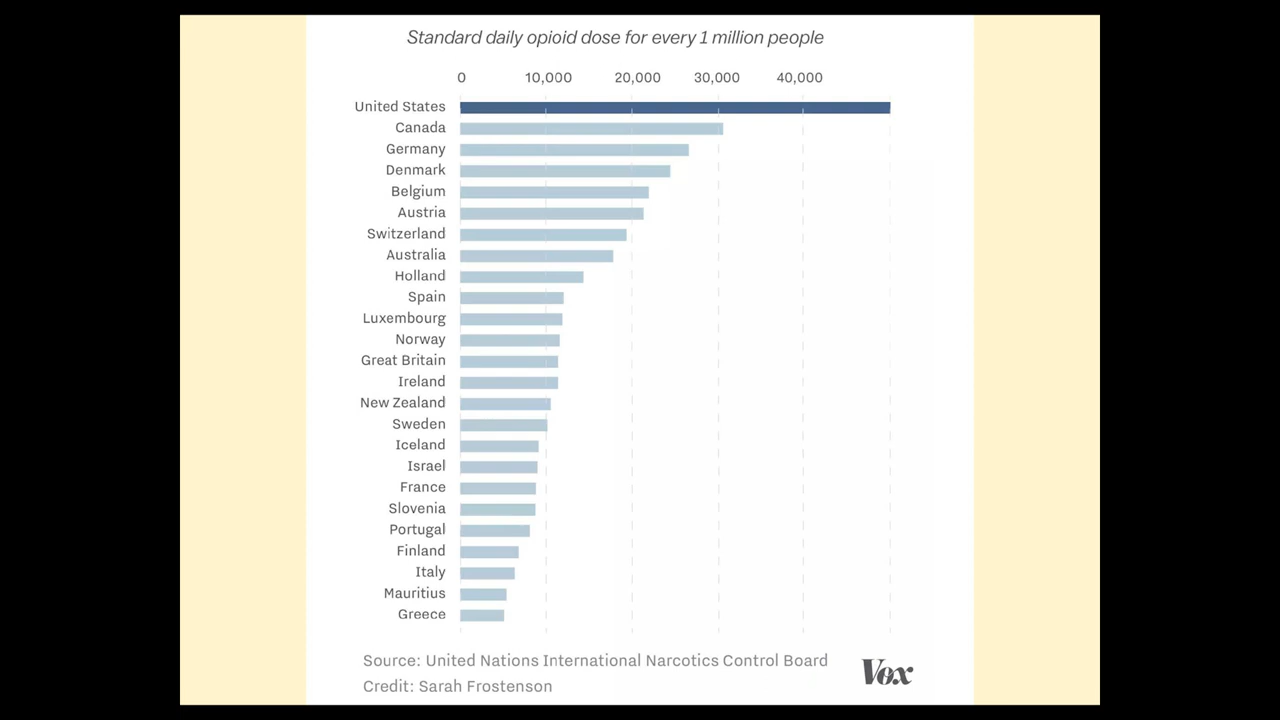 Standard daily opioid dose for every 1 million people
0 10,000 20,000 30,000 40,000
United States
Canada
Germany
Denmark
Belgium
Austria
Switzerland
Australia
Holland
Spain
Luxembourg
Norway
Great Britain
Ireland
New Zealand
Sweden
Iceland
Israel
France
Slovenia
Portugal
Finland
Italy
Mauritius
Greece
Source: United Nations International Narcotics Control Board
Credit: Sarah Frostenson
Vox